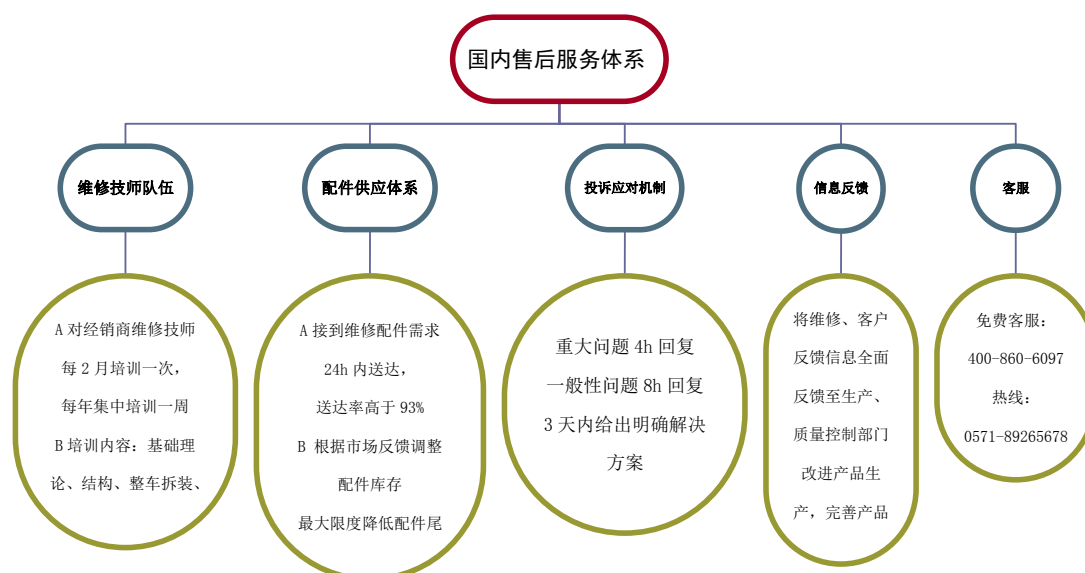 国内售后服务体系
维修技师队伍
配件供应体系
投诉应对机制
信息反馈
客服
A 对经销商维修技师
每 2 月培训一次，
每年集中培训一周
B 培训内容：基础理
论、结构、整车拆装、
A 接到维修配件需求
24h 内送达，
送达率高于 93%
B 根据市场反馈调整
配件库存
最大限度降低配件尾
重大问题 4h 回复
一般性问题 8h 回复
3 天内给出明确解决
方案
将维修、客户
反馈信息全面
反馈至生产、
质量控制部门
改进产品生
产，完善产品
免费客服：
400-860-6097
热线：
0571-89265678